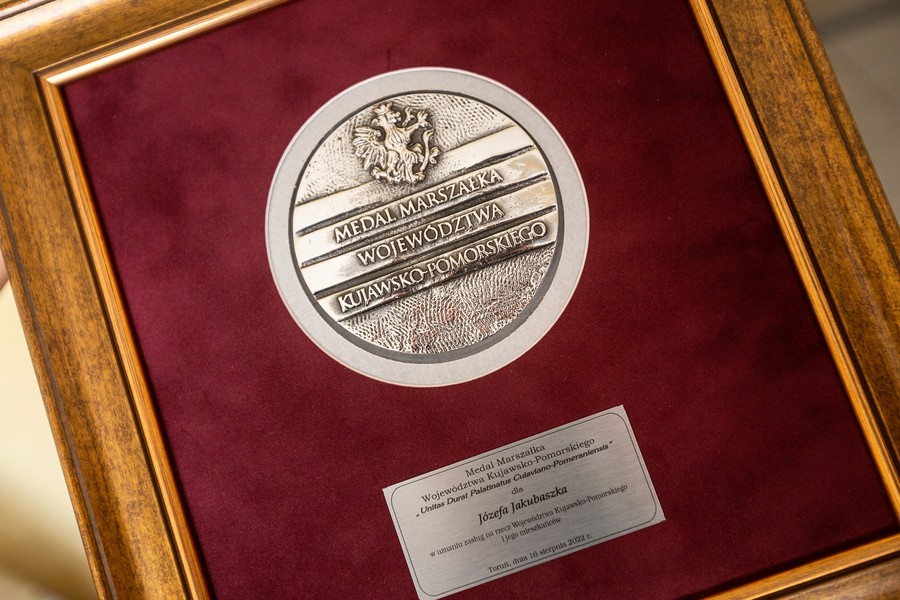 MEDAL MARSZAŁKA
WOJEWÓDZTWA
KUJAWSKO-POMORSKIEGO
Medal Marszałka
Województwa Kujawsko-Pomorskiego
„Unitas Durat Palatinatus Cuiaviano-Pomeraniensis"
dla
Józefa Jakubaszka
w uznaniu zasług na rzecz Województwa Kujawsko-Pomorskiego
i jego mieszkańców
Toruń, dnia 16 sierpnia 2022 r.